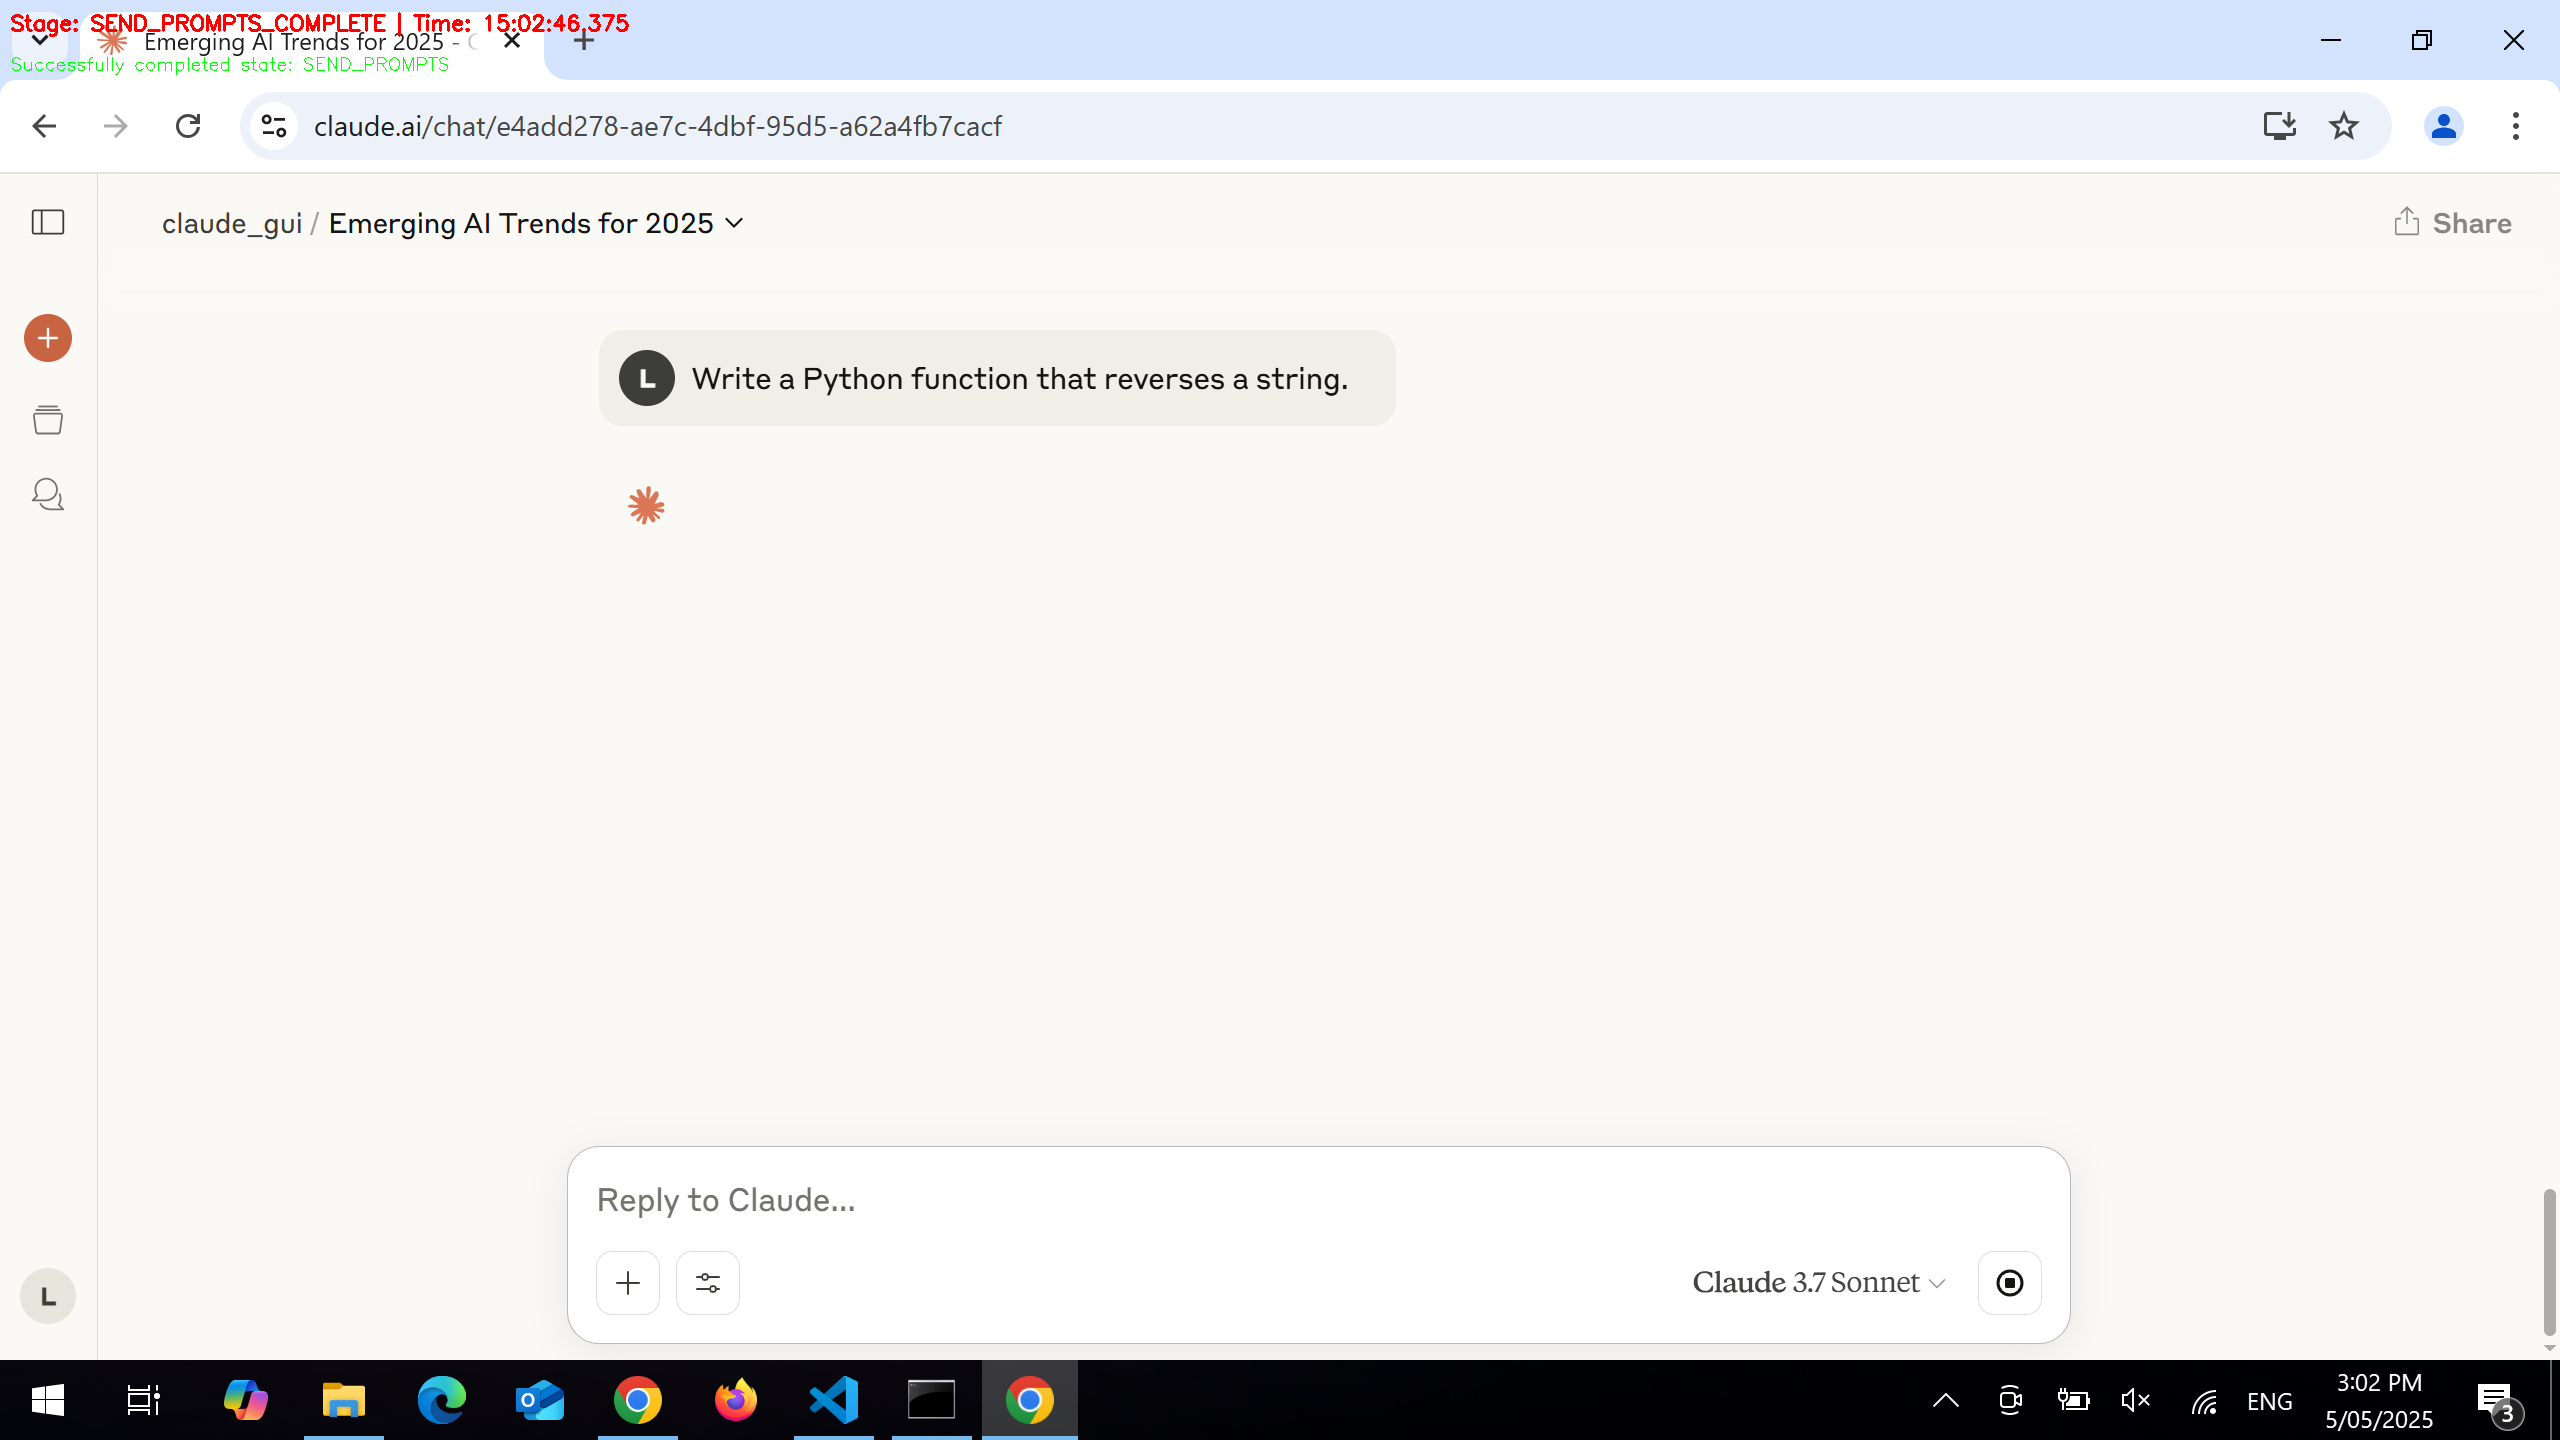 Stage: SEND_PROMPTS_COMPLETE | Time: 15:02:46.375
Emerging AI Trends for 2025 - C
Successfully completed state: SEND_PROMPTS
claude.ai/chat/e4add278-ae7c-4dbf-95d5-a62a4fb7cacf
claude_gui / Emerging AI Trends for 2025
Share
L
Write a Python function that reverses a string.
Reply to Claude...
Claude 3.7 Sonnet
L
ENG
3:02 PM
5/05/2025
3